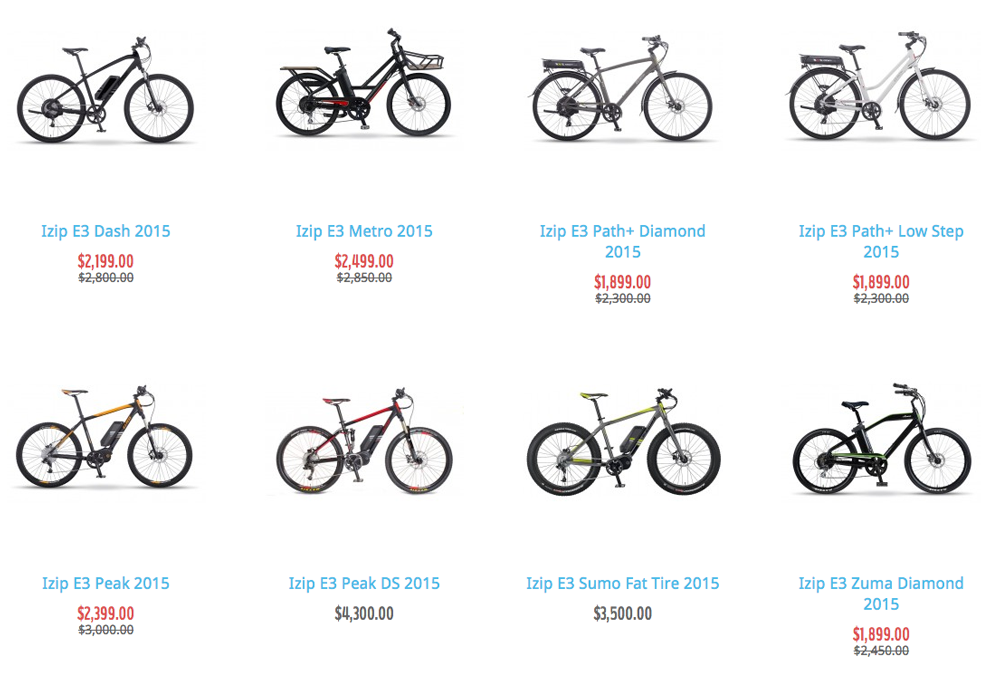 Izip E3 Dash 2015
$2,199.00
$2,800.00
Izip E3 Metro 2015
$2,499.00
$2,850.00
Izip E3 Path+ Diamond
2015
$1,899.00
$2,300.00
Izip E3 Path+ Low Step
2015
$1,899.00
$2,300.00
Izip E3 Peak 2015
$2,399.00
$3,000.00
Izip E3 Peak DS 2015
$4,300.00
Izip E3 Sumo Fat Tire 2015
$3,500.00
Izip E3 Zuma Diamond
2015
$1,899.00
$2,450.00